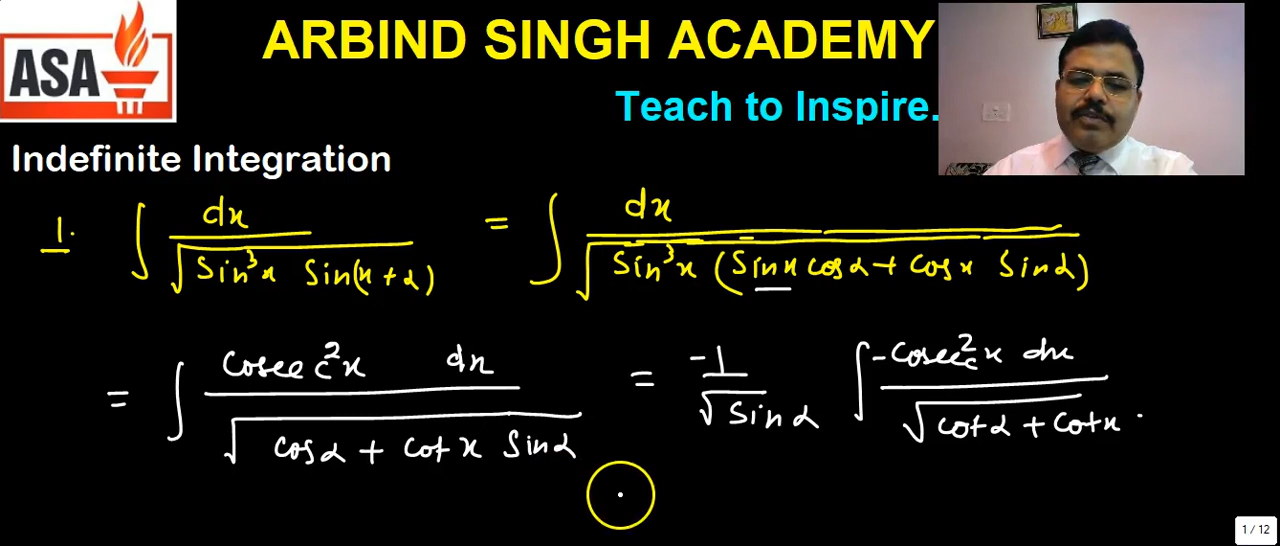 ASA
ARBIND SINGH ACADEMY
Teach to Inspire.
Indefinite Integration
1. ∫ dx / √(Sin³x Sin(x + α)) = ∫ dx / √(Sin³x (Sinx cosα + cosx Sinα))
= ∫ cosec²x dx / √(cosα + cotx Sinα) = -1/√Sinα ∫ -cosec²x dx / √(cotα + cotx) .
1 / 12